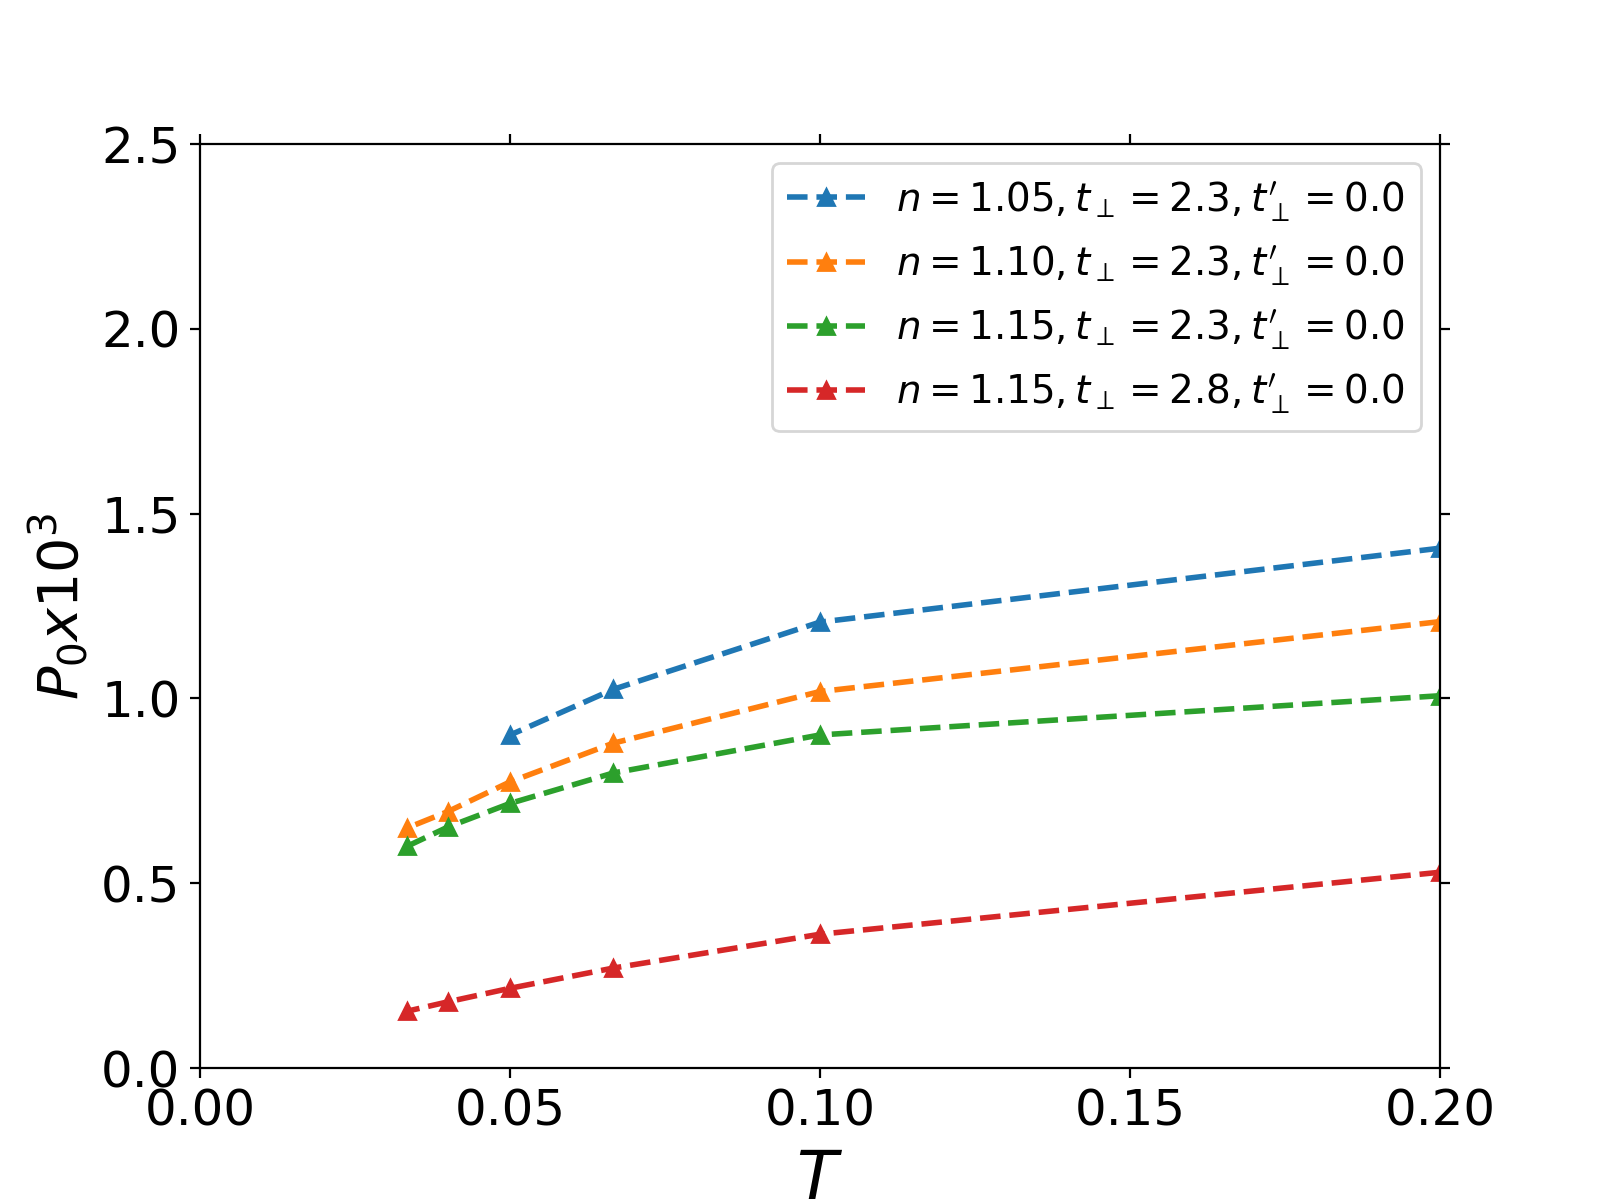 2.5
2.0
1.5
1.0
0.5
0.0
P₀x10³
n = 1.05, t⊥ = 2.3, t′⊥ = 0.0
n = 1.10, t⊥ = 2.3, t′⊥ = 0.0
n = 1.15, t⊥ = 2.3, t′⊥ = 0.0
n = 1.15, t⊥ = 2.8, t′⊥ = 0.0
0.00 0.05 0.10 0.15 0.20
T